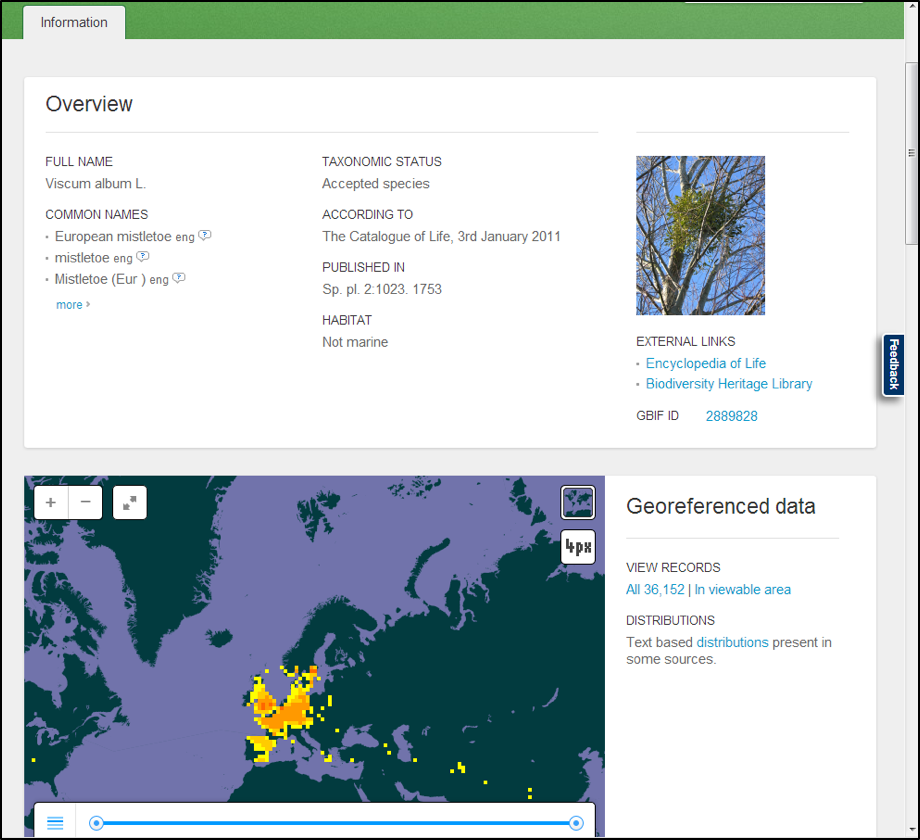 Information
Overview
FULL NAME
Viscum album L.
COMMON NAMES
• European mistletoe eng
• mistletoe eng
• Mistletoe (Eur ) eng
more ›
TAXONOMIC STATUS
Accepted species
ACCORDING TO
The Catalogue of Life, 3rd January 2011
PUBLISHED IN
Sp. pl. 2:1023. 1753
HABITAT
Not marine
EXTERNAL LINKS
• Encyclopedia of Life
• Biodiversity Heritage Library
GBIF ID 2889828
Feedback
+ −
4px
Georeferenced data
VIEW RECORDS
All 36,152 | In viewable area
DISTRIBUTIONS
Text based distributions present in
some sources.